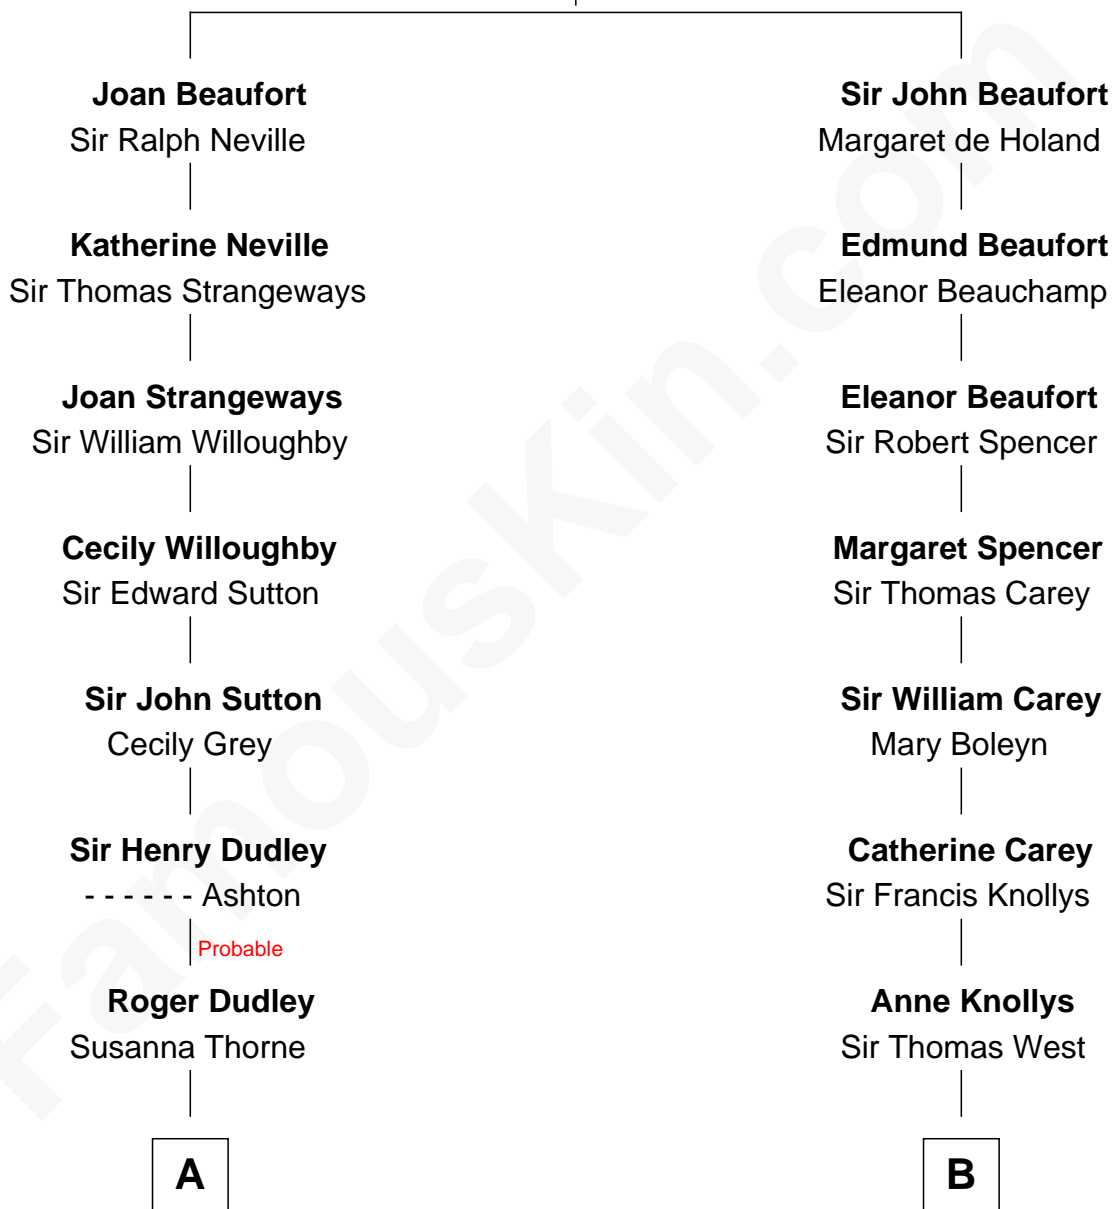 Joan Beaufort
Sir Ralph Neville
Katherine Neville
Sir Thomas Strangeways
Joan Strangeways
Sir William Willoughby
Cecily Willoughby
Sir Edward Sutton
Sir John Sutton
Cecily Grey
Sir Henry Dudley
- - - - - - Ashton
Probable
Roger Dudley
Susanna Thorne
A
Sir John Beaufort
Margaret de Holand
Edmund Beaufort
Eleanor Beauchamp
Eleanor Beaufort
Sir Robert Spencer
Margaret Spencer
Sir Thomas Carey
Sir William Carey
Mary Boleyn
Catherine Carey
Sir Francis Knollys
Anne Knollys
Sir Thomas West
B
FamousKin.com